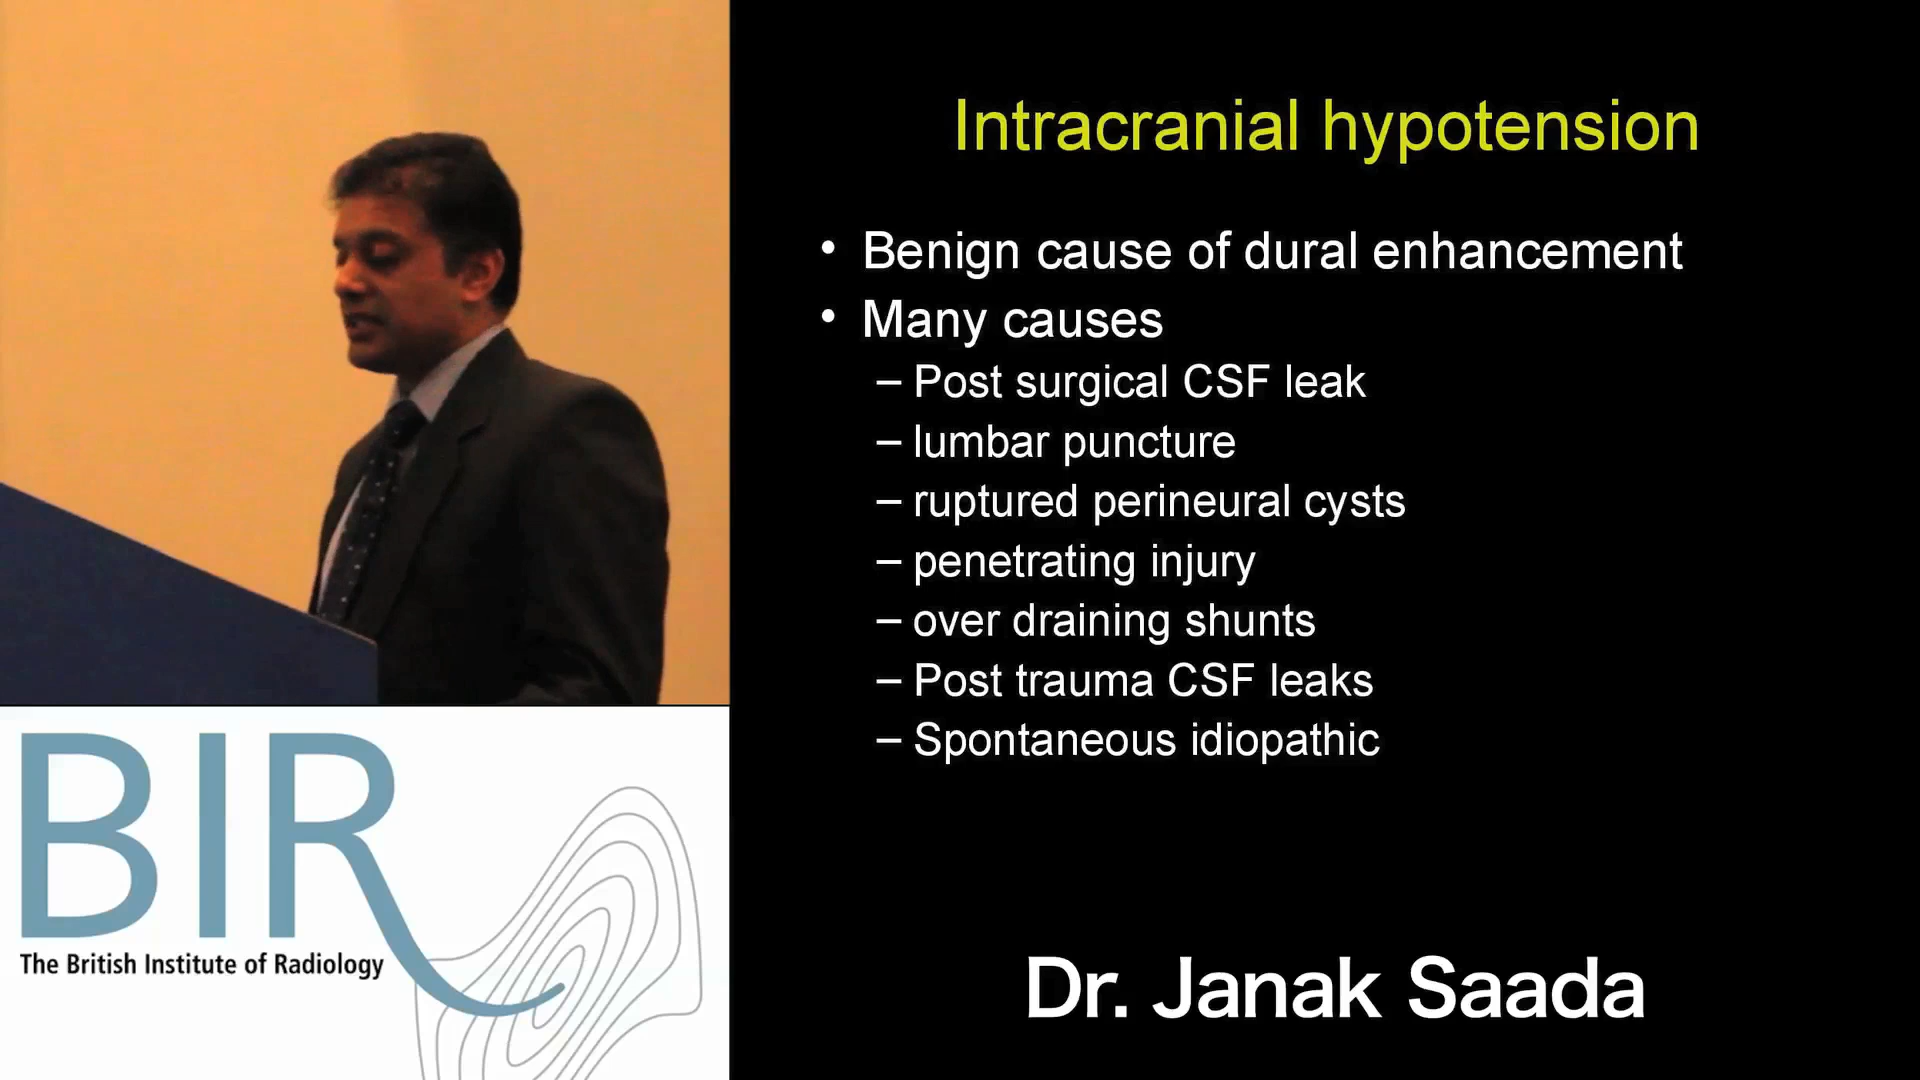 Intracranial hypotension
• Benign cause of dural enhancement
• Many causes
– Post surgical CSF leak
– lumbar puncture
– ruptured perineural cysts
– penetrating injury
– over draining shunts
– Post trauma CSF leaks
– Spontaneous idiopathic
Dr. Janak Saada
BIR
The British Institute of Radiology